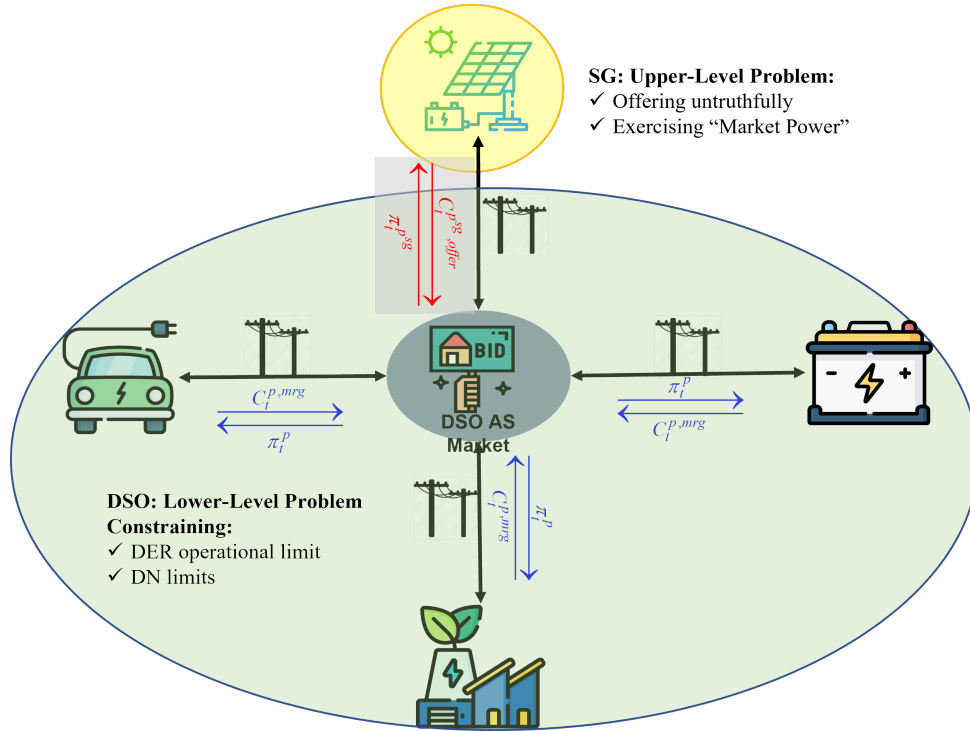 SG: Upper-Level Problem:
✓ Offering untruthfully
✓ Exercising “Market Power”
π_t^{p^{sg}}
C_t^{p^{sg},offer}
BID
DSO AS
Market
C_t^{p,mrg}
π_t^p
π_t^p
C_t^{p,mrg}
C_t^{p,mrg}
π_t^p
DSO: Lower-Level Problem
Constraining:
✓ DER operational limit
✓ DN limits